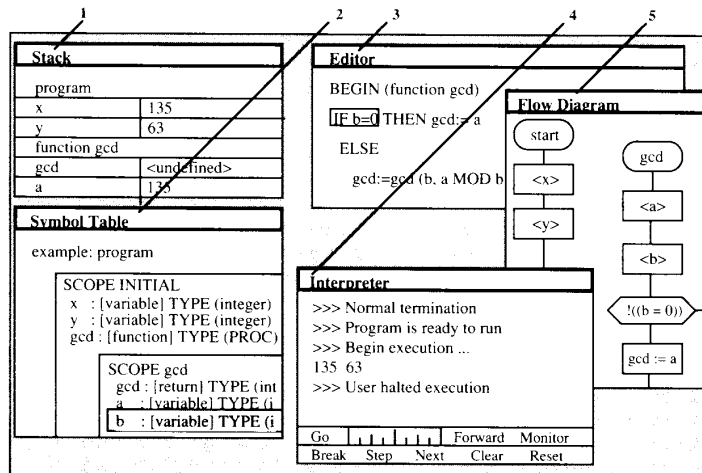 1 2 3 4 5
Stack
program
x 135
y 63
function gcd
gcd <undefined>
a 135
Symbol Table
example: program
SCOPE INITIAL
x : [variable] TYPE (integer)
y : [variable] TYPE (integer)
gcd : [function] TYPE (PROC)
SCOPE gcd
gcd : [return] TYPE (int
a : [variable] TYPE (i
b : [variable] TYPE (i
Editor
BEGIN (function gcd)
IF b=0 THEN gcd:= a
ELSE
gcd:=gcd (b, a MOD b
Flow Diagram
start
<x>
<y>
gcd
<a>
<b>
!((b = 0))
gcd := a
Interpreter
>>> Normal termination
>>> Program is ready to run
>>> Begin execution ...
135 63
>>> User halted execution
Go Forward Monitor
Break Step Next Clear Reset